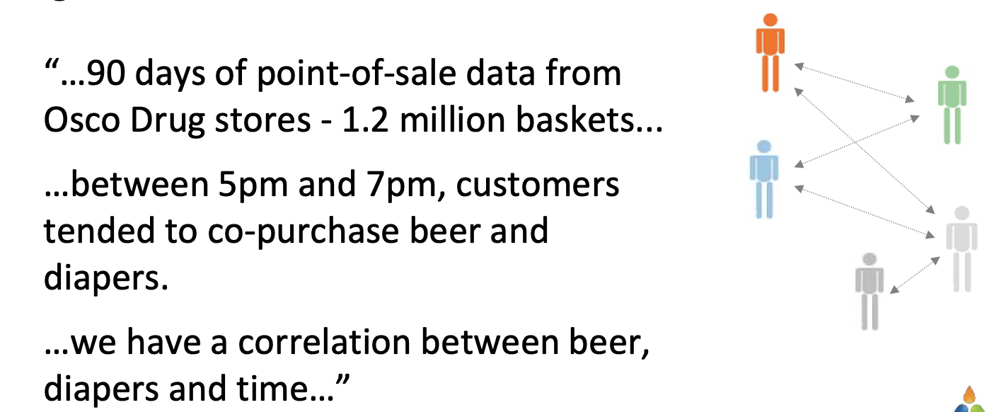 “…90 days of point-of-sale data from
Osco Drug stores - 1.2 million baskets...
…between 5pm and 7pm, customers
tended to co-purchase beer and
diapers.
…we have a correlation between beer,
diapers and time…”